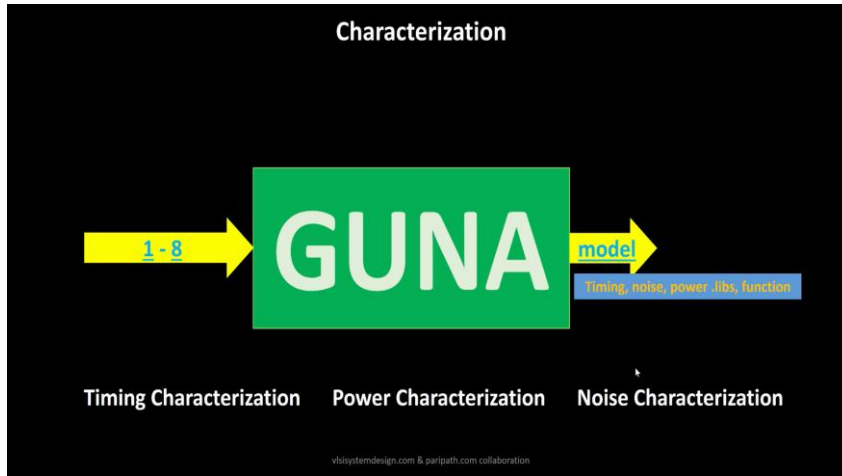 Characterization
1 - 8
GUNA
model
Timing, noise, power .libs, function
Timing Characterization Power Characterization Noise Characterization
vlsisystemdesign.com & paripath.com collaboration